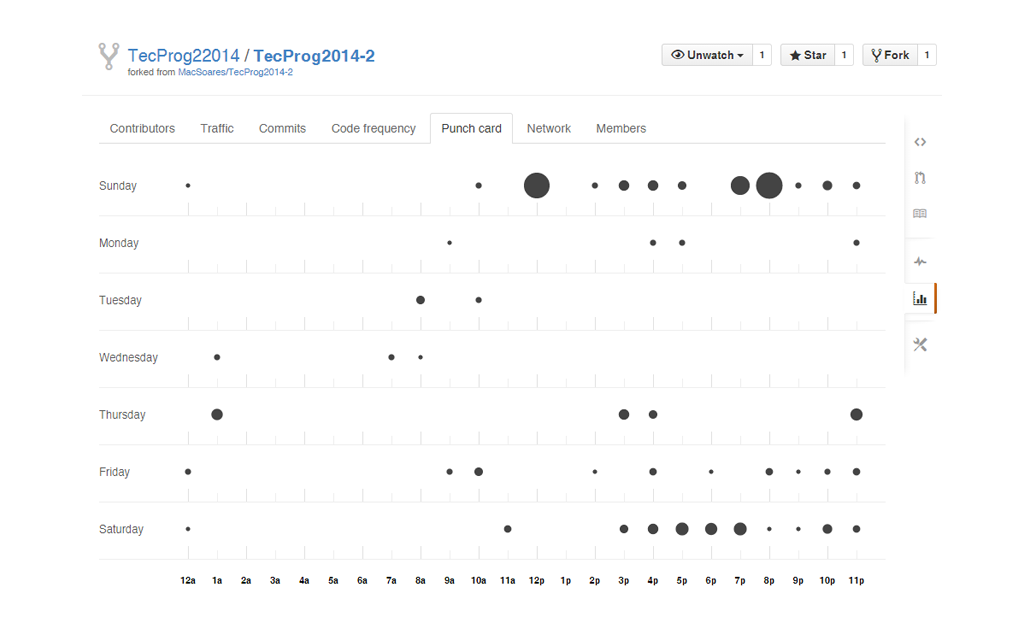 TecProg22014 / TecProg2014-2
forked from MacSoares/TecProg2014-2
Unwatch 1 Star 1 Fork 1
Contributors Traffic Commits Code frequency Punch card Network Members
Sunday
Monday
Tuesday
Wednesday
Thursday
Friday
Saturday
12a 1a 2a 3a 4a 5a 6a 7a 8a 9a 10a 11a 12p 1p 2p 3p 4p 5p 6p 7p 8p 9p 10p 11p